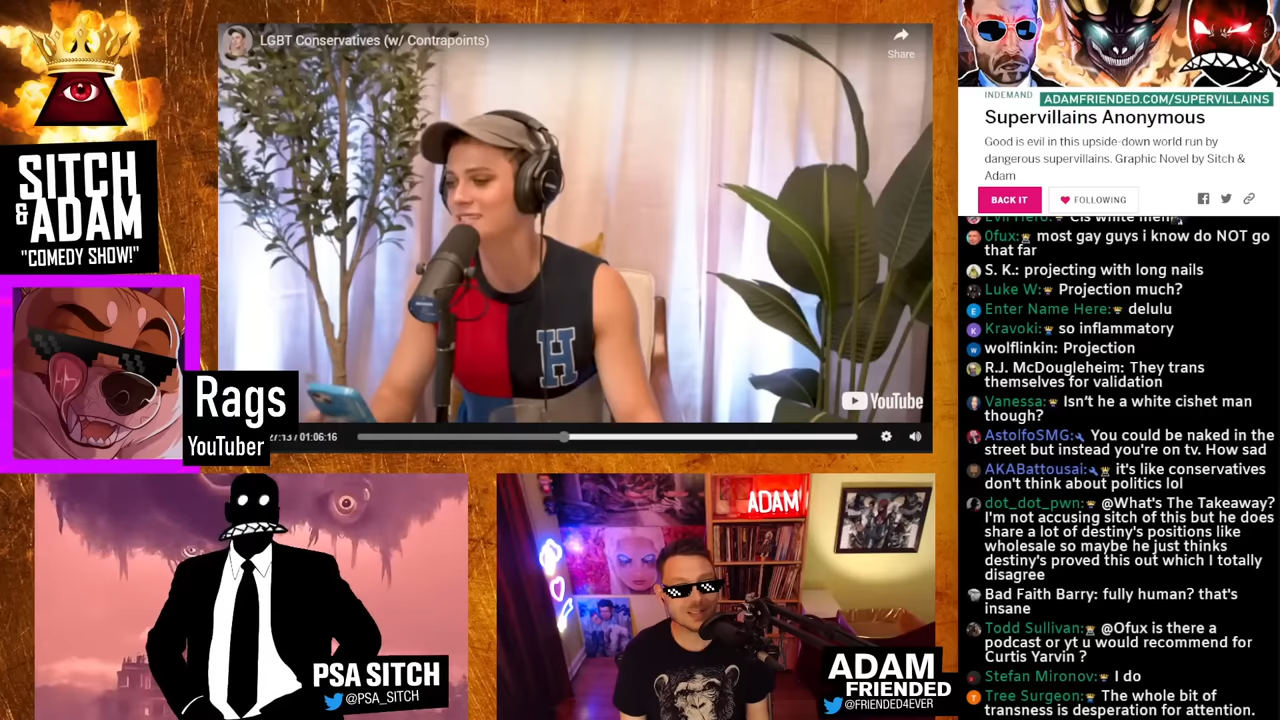 LGBT Conservatives (w/ Contrapoints)
Share
H
YouTube
27:13 / 01:06:16
SITCH
& ADAM
"COMEDY SHOW!"
Rags
YouTuber
PSA SITCH
@PSA_SITCH
ADAM
ADAM
FRIENDED
@FRIENDED4EVER
INDEMAND
ADAMFRIENDED.COM/SUPERVILLAINS
Supervillains Anonymous
Good is evil in this upside-down world run by
dangerous supervillains. Graphic Novel by Sitch &
Adam
BACK IT
FOLLOWING
Evil Hero: Cis white men
0fux: most gay guys i know do NOT go
that far
S. K.: projecting with long nails
Luke W: Projection much?
Enter Name Here: delulu
Kravoki: so inflammatory
wolflinkin: Projection
R.J. McDougleheim: They trans
themselves for validation
Vanessa: Isn't he a white cishet man
though?
AstolfoSMG: You could be naked in the
street but instead you're on tv. How sad
AKABattousai: it's like conservatives
don't think about politics lol
dot_dot_pwn: @What's The Takeaway?
I'm not accusing sitch of this but he does
share a lot of destiny's positions like
wholesale so maybe he just thinks
destiny's proved this out which I totally
disagree
Bad Faith Barry: fully human? that's
insane
Todd Sullivan: @Ofux is there a
podcast or yt u would recommend for
Curtis Yarvin ?
Stefan Mironov: I do
Tree Surgeon: The whole bit of
transness is desperation for attention.